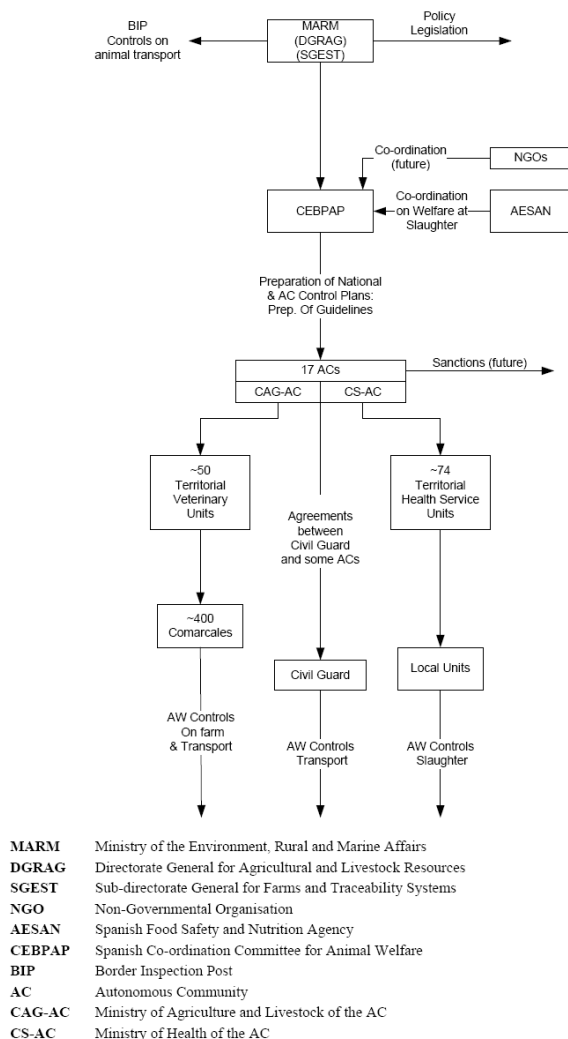 BIP
Controls on
animal transport
MARM
(DGRAG)
(SGEST)
Policy
Legislation
Co-ordination
(future)
NGOs
CEBPAP
Co-ordination
on Welfare at
Slaughter
AESAN
Preparation of National
& AC Control Plans:
Prep. Of Guidelines
17 ACs
CAG-AC
CS-AC
Sanctions (future)
~50
Territorial
Veterinary
Units
Agreements
between
Civil Guard
and some ACs
~74
Territorial
Health Service
Units
~400
Comarcales
Civil Guard
Local Units
AW Controls
On farm
& Transport
AW Controls
Transport
AW Controls
Slaughter
MARM Ministry of the Environment, Rural and Marine Affairs
DGRAG Directorate General for Agricultural and Livestock Resources
SGEST Sub-directorate General for Farms and Traceability Systems
NGO Non-Governmental Organisation
AESAN Spanish Food Safety and Nutrition Agency
CEBPAP Spanish Co-ordination Committee for Animal Welfare
BIP Border Inspection Post
AC Autonomous Community
CAG-AC Ministry of Agriculture and Livestock of the AC
CS-AC Ministry of Health of the AC